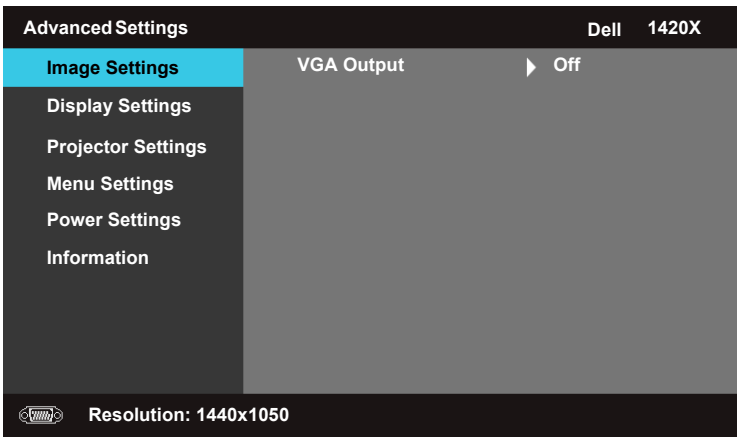 Advanced Settings Dell 1420X
Image Settings VGA Output Off
Display Settings
Projector Settings
Menu Settings
Power Settings
Information
Resolution: 1440x1050